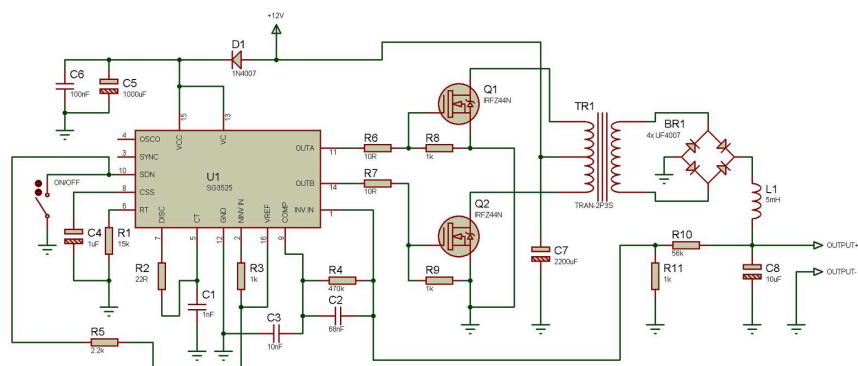 +12V
D1
1N4007
C6
100nF
C5
1000uF
15
13
VCC
VC
4
OSCO
3
SYNC
10
SDN
8
CSS
6
RT
U1
SG3525
OUTA
11
OUTB
14
INV IN
1
DISC
CT
GND
NINV IN
VREF
COMP
7
5
12
2
16
9
ON/OFF
C4
1uF
R1
15k
R2
22R
C1
1nF
R3
1k
R4
470k
C2
68nF
C3
10nF
R5
2.2k
R6
10R
R7
10R
R8
1k
R9
1k
Q1
IRFZ44N
Q2
IRFZ44N
TR1
TRAN-2P3S
C7
2200uF
BR1
4x UF4007
L1
5mH
R10
56k
R11
1k
C8
10uF
OUTPUT+
OUTPUT-